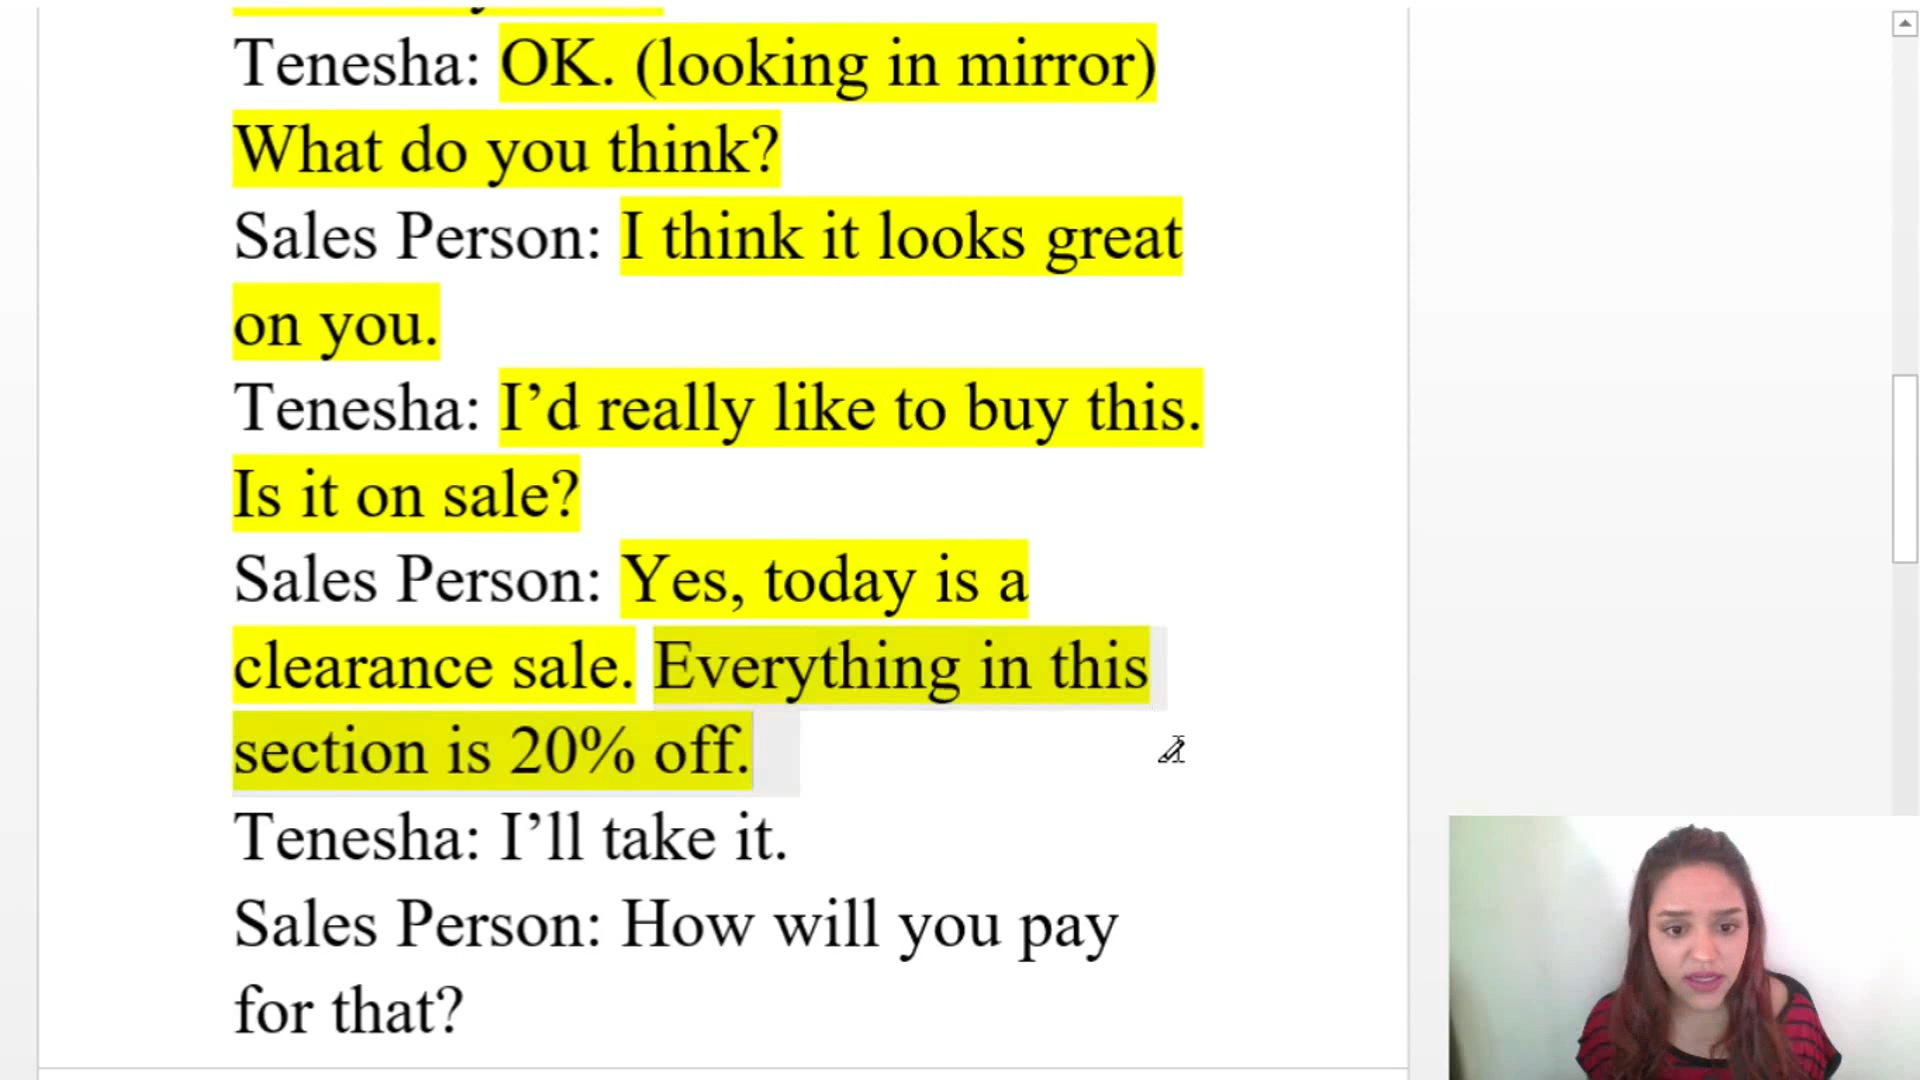 Tenesha: OK. (looking in mirror)
What do you think?
Sales Person: I think it looks great
on you.
Tenesha: I’d really like to buy this.
Is it on sale?
Sales Person: Yes, today is a
clearance sale. Everything in this
section is 20% off.
Tenesha: I’ll take it.
Sales Person: How will you pay
for that?